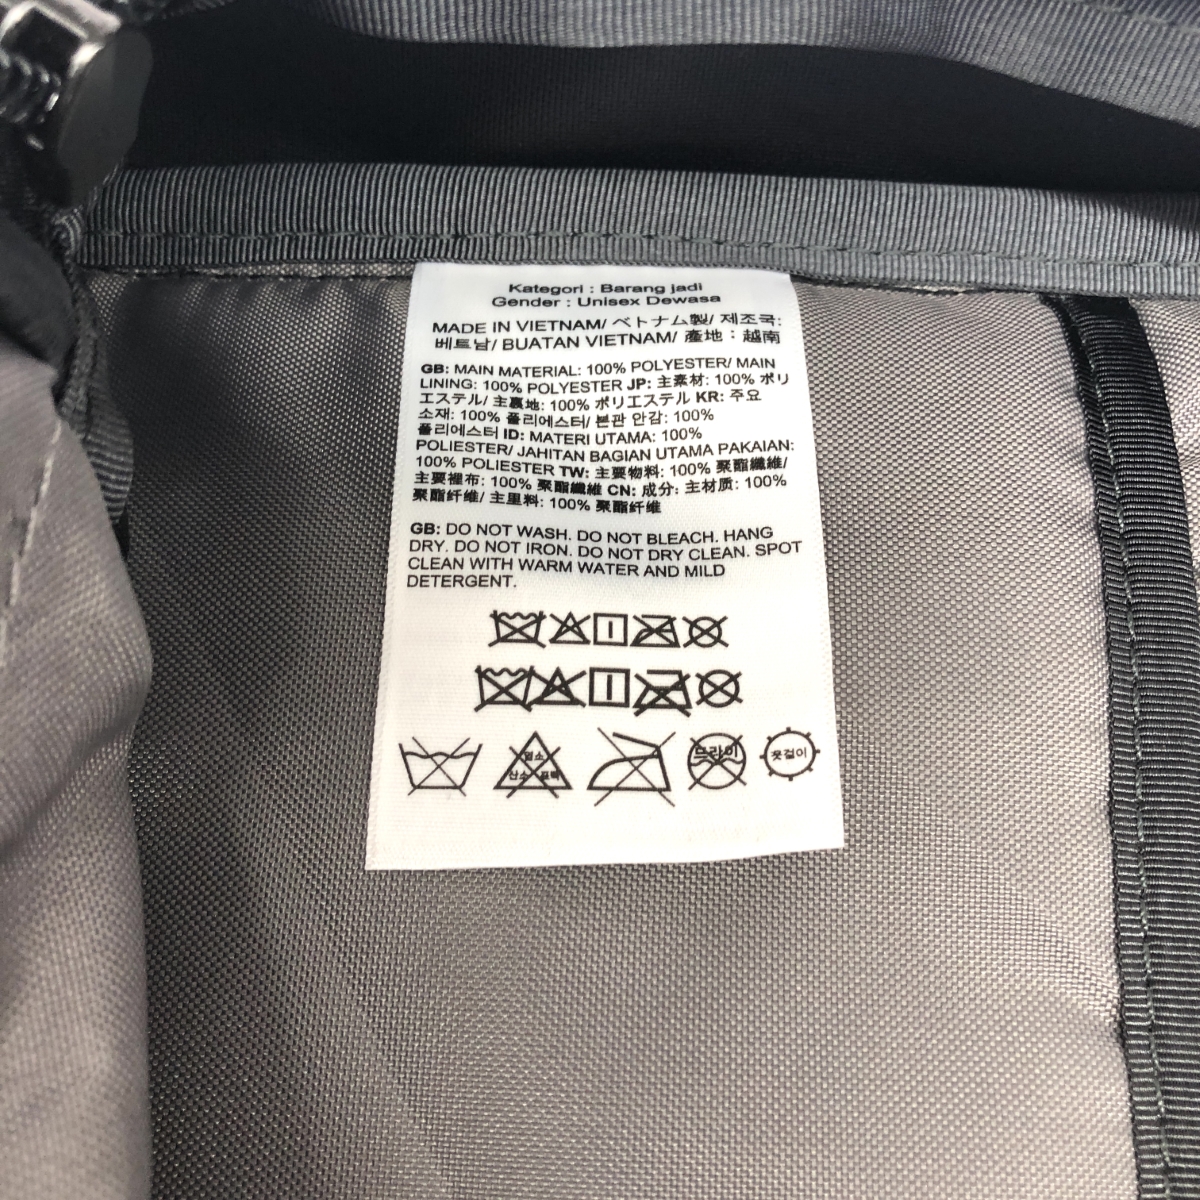 Kategori : Barang jadi
Gender : Unisex Dewasa
MADE IN VIETNAM/ ベトナム製/ 제조국:
베트남/ BUATAN VIETNAM/ 產地：越南
GB: MAIN MATERIAL: 100% POLYESTER/ MAIN
LINING: 100% POLYESTER JP: 主素材: 100% ポリ
エステル/ 主裏地: 100% ポリエステル KR: 주요
소재: 100% 폴리에스터/ 본판 안감: 100%
폴리에스터 ID: MATERI UTAMA: 100%
POLIESTER/ JAHITAN BAGIAN UTAMA PAKAIAN:
100% POLIESTER TW: 主要物料: 100% 聚酯纖維/
主要裡布: 100% 聚酯纖維 CN: 成分: 主材质: 100%
聚酯纤维/ 主里料: 100% 聚酯纤维
GB: DO NOT WASH. DO NOT BLEACH. HANG
DRY. DO NOT IRON. DO NOT DRY CLEAN. SPOT
CLEAN WITH WARM WATER AND MILD
DETERGENT.
염소
산소 표백 드라이 옷걸이